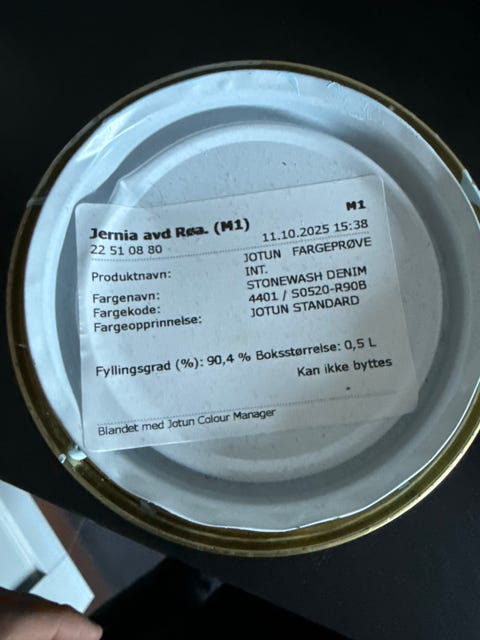 Jernia avd Røa. (M1) M1
22 51 08 80 11.10.2025 15:38
Produktnavn: JOTUN FARGEPRØVE
INT.
Fargenavn: STONEWASH DENIM
Fargekode: 4401 / S0520-R90B
Fargeopprinnelse: JOTUN STANDARD
Fyllingsgrad (%): 90,4 % Boksstørrelse: 0,5 L
Kan ikke byttes
Blandet med Jotun Colour Manager